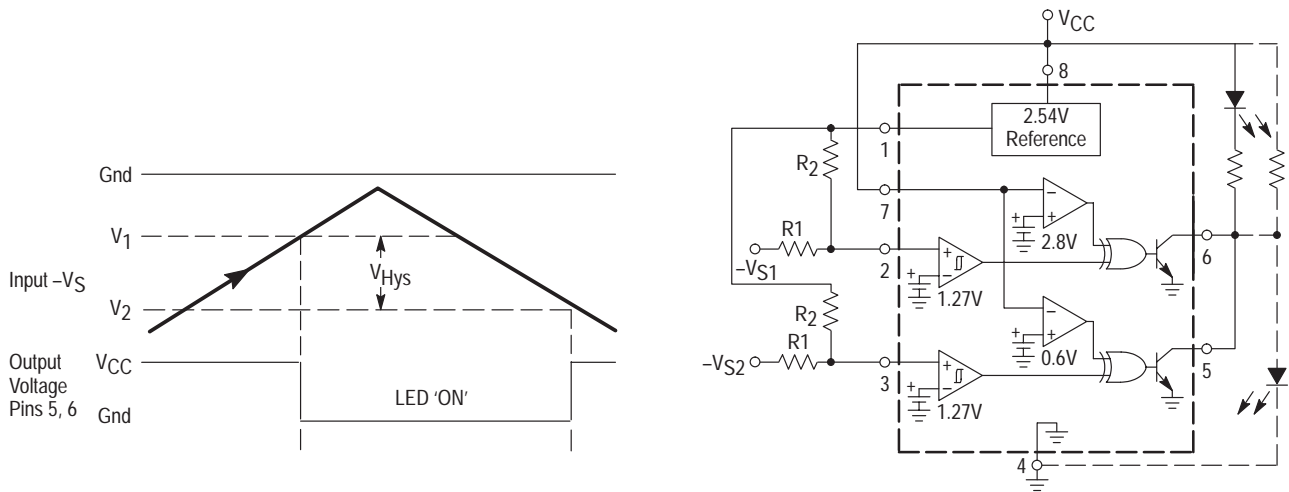 Gnd
V1
Input –VS
VHys
V2
Output
Voltage
Pins 5, 6
VCC
LED 'ON'
Gnd
VCC
8
2.54V
Reference
1
R2
7
–
+
2.8V
R1
–VS1
2
+
–
+
1.27V
6
R2
–
+
0.6V
R1
–VS2
3
+
–
+
1.27V
5
4